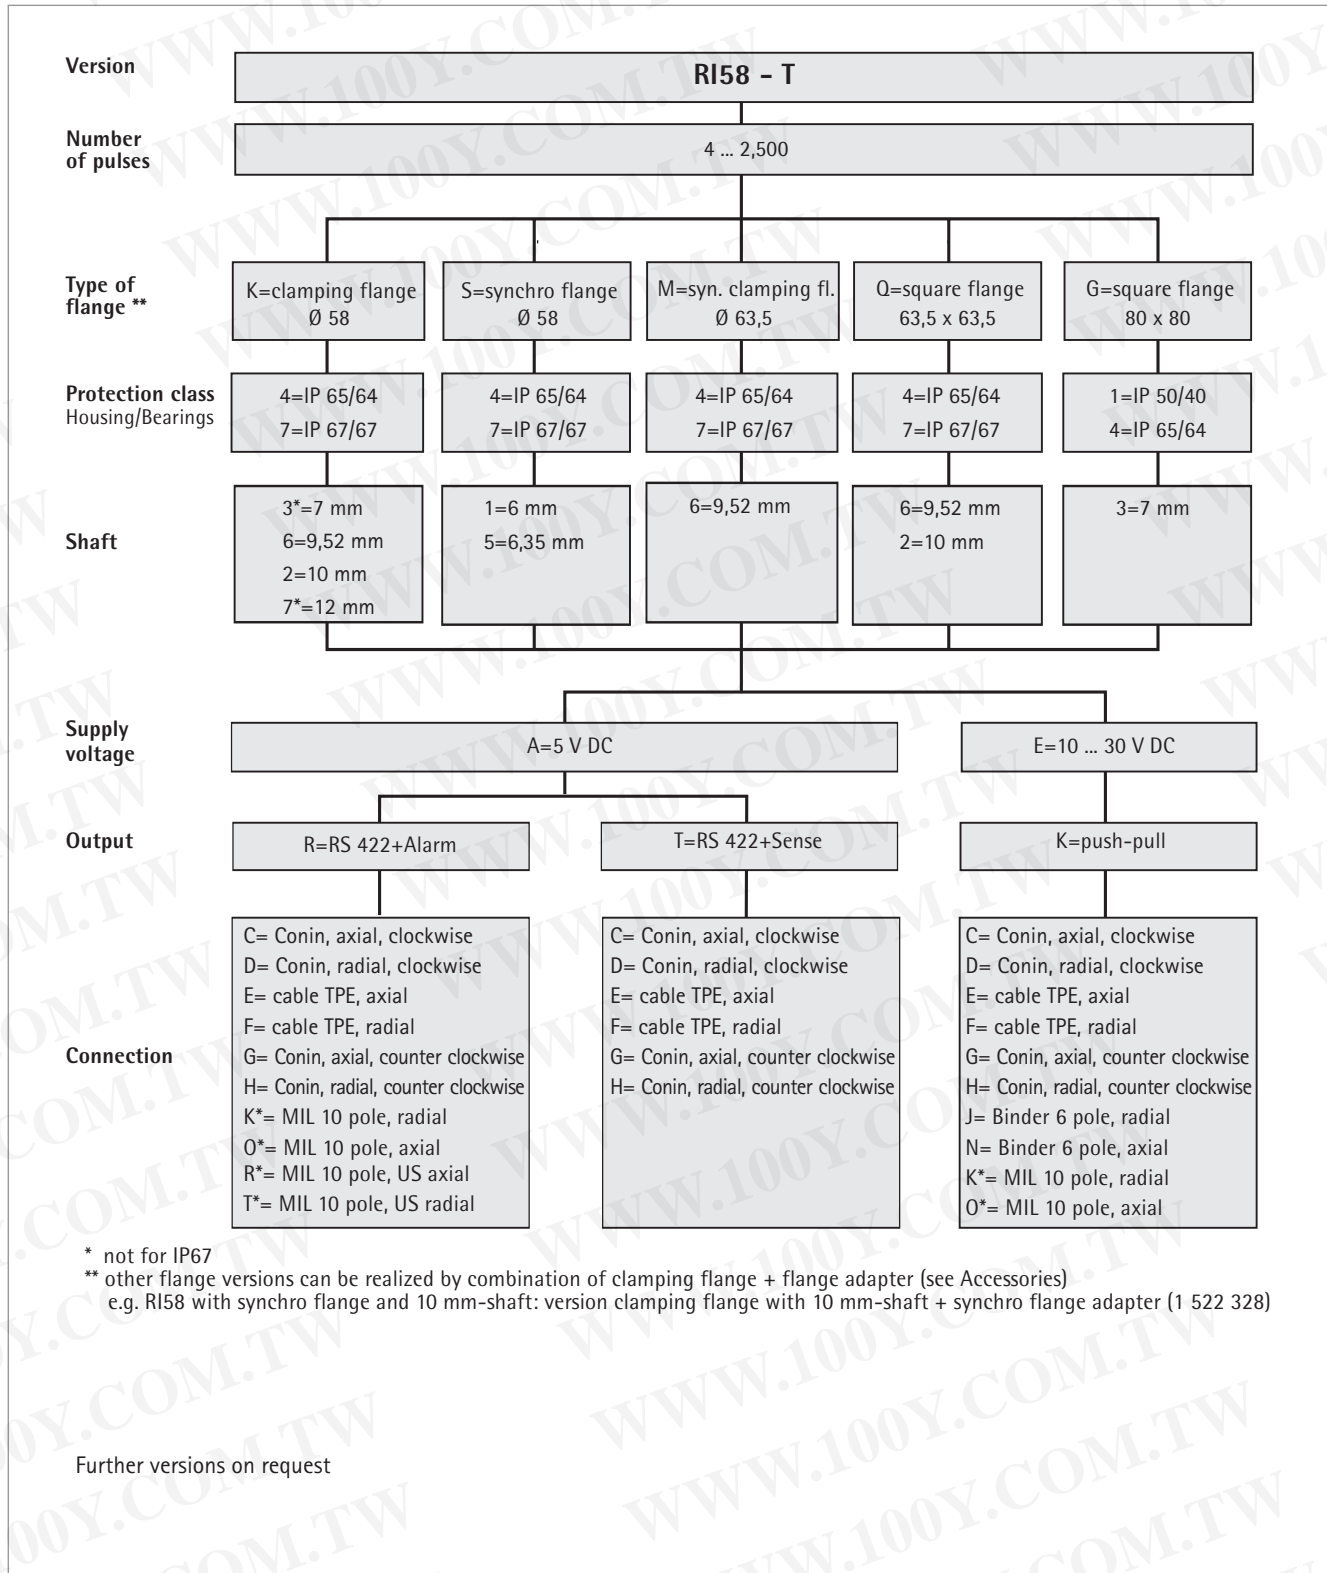 Version
RI58 - T
Number
of pulses
4 ... 2,500
Type of
flange **
K=clamping flange
Ø 58
S=synchro flange
Ø 58
M=syn. clamping fl.
Ø 63,5
Q=square flange
63,5 x 63,5
G=square flange
80 x 80
Protection class
Housing/Bearings
4=IP 65/64
7=IP 67/67
4=IP 65/64
7=IP 67/67
4=IP 65/64
7=IP 67/67
4=IP 65/64
7=IP 67/67
1=IP 50/40
4=IP 65/64
Shaft
3*=7 mm
6=9,52 mm
2=10 mm
7*=12 mm
1=6 mm
5=6,35 mm
6=9,52 mm
6=9,52 mm
2=10 mm
3=7 mm
Supply
voltage
A=5 V DC
E=10 ... 30 V DC
Output
R=RS 422+Alarm
T=RS 422+Sense
K=push-pull
Connection
C= Conin, axial, clockwise
D= Conin, radial, clockwise
E= cable TPE, axial
F= cable TPE, radial
G= Conin, axial, counter clockwise
H= Conin, radial, counter clockwise
K*= MIL 10 pole, radial
O*= MIL 10 pole, axial
R*= MIL 10 pole, US axial
T*= MIL 10 pole, US radial
C= Conin, axial, clockwise
D= Conin, radial, clockwise
E= cable TPE, axial
F= cable TPE, radial
G= Conin, axial, counter clockwise
H= Conin, radial, counter clockwise
C= Conin, axial, clockwise
D= Conin, radial, clockwise
E= cable TPE, axial
F= cable TPE, radial
G= Conin, axial, counter clockwise
H= Conin, radial, counter clockwise
J= Binder 6 pole, radial
N= Binder 6 pole, axial
K*= MIL 10 pole, radial
O*= MIL 10 pole, axial
* not for IP67
** other flange versions can be realized by combination of clamping flange + flange adapter (see Accessories)
e.g. RI58 with synchro flange and 10 mm-shaft: version clamping flange with 10 mm-shaft + synchro flange adapter (1 522 328)
Further versions on request
WWW.100Y.COM.TW